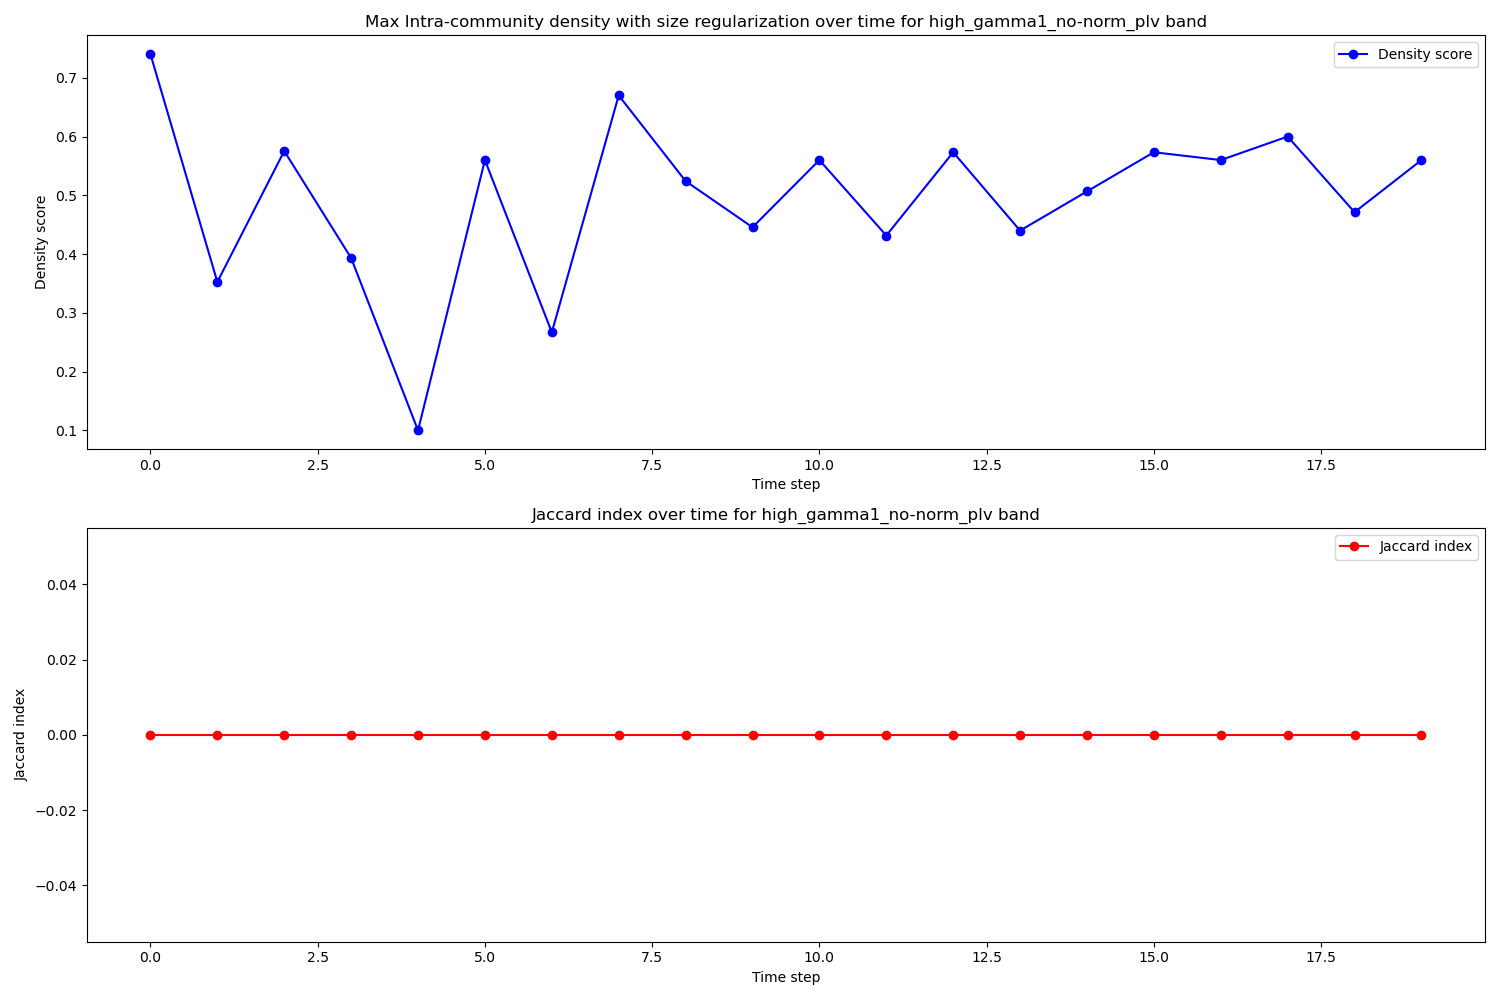 Max Intra-community density with size regularization over time for high_gamma1_no-norm_plv band
Density score
0.7
0.6
0.5
0.4
0.3
0.2
0.1
Density score
0.0 2.5 5.0 7.5 10.0 12.5 15.0 17.5
Time step
Jaccard index over time for high_gamma1_no-norm_plv band
Jaccard index
0.04
0.02
0.00
−0.02
−0.04
Jaccard index
0.0 2.5 5.0 7.5 10.0 12.5 15.0 17.5
Time step